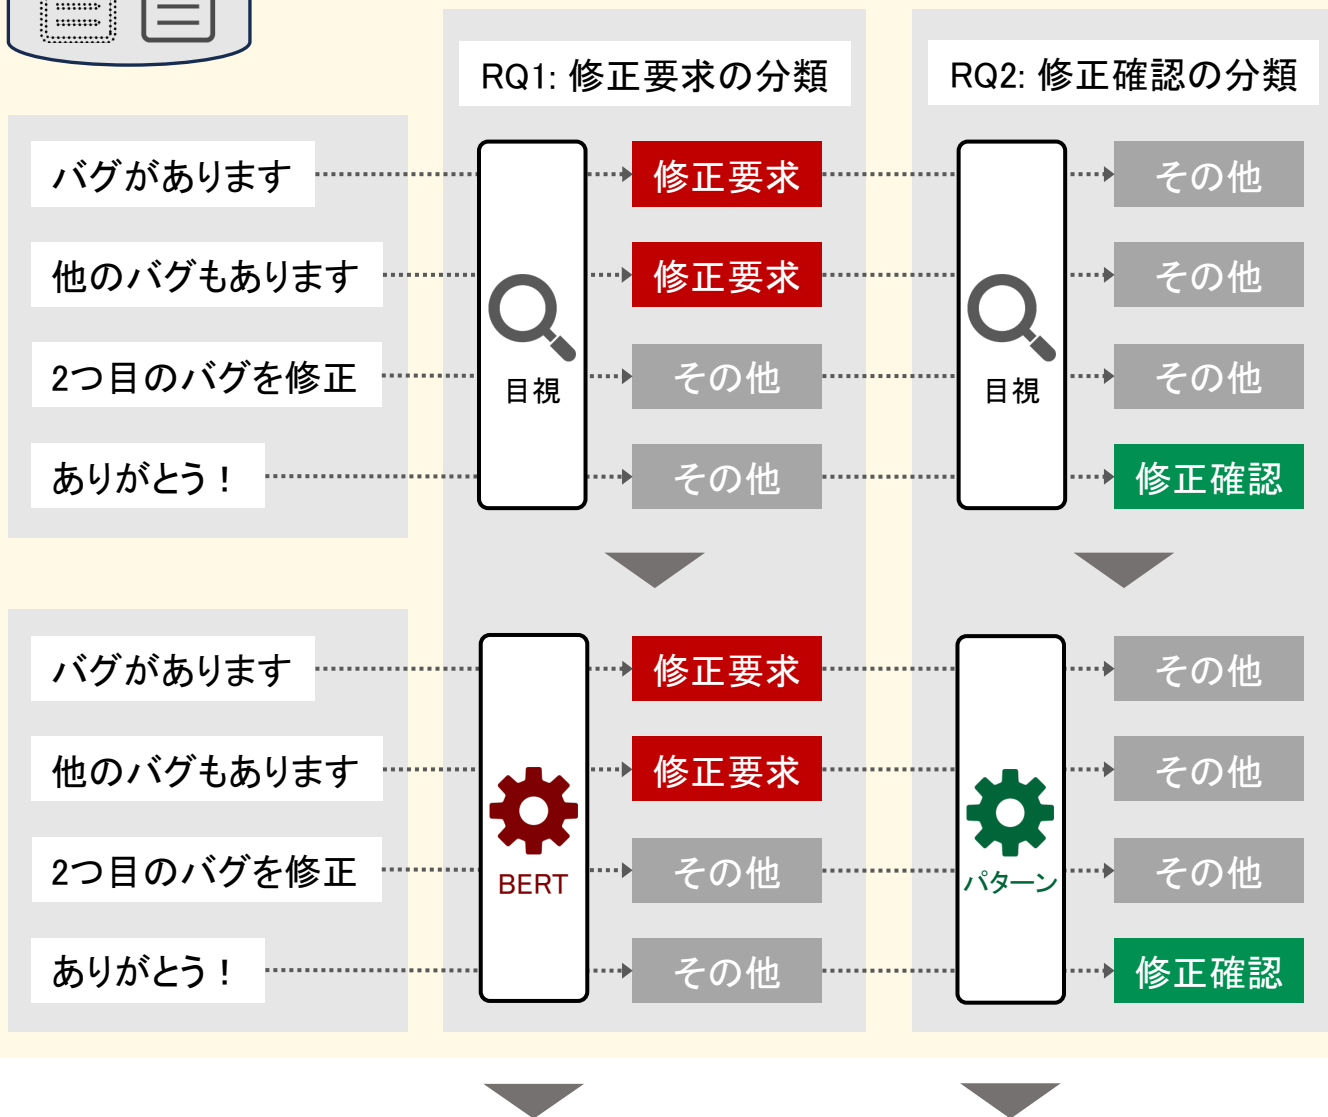 RQ1: 修正要求の分類
RQ2: 修正確認の分類
バグがあります
修正要求
その他
他のバグもあります
修正要求
その他
2つ目のバグを修正
目視
その他
目視
その他
ありがとう！
その他
修正確認
バグがあります
修正要求
その他
他のバグもあります
修正要求
その他
2つ目のバグを修正
BERT
その他
パターン
その他
ありがとう！
その他
修正確認